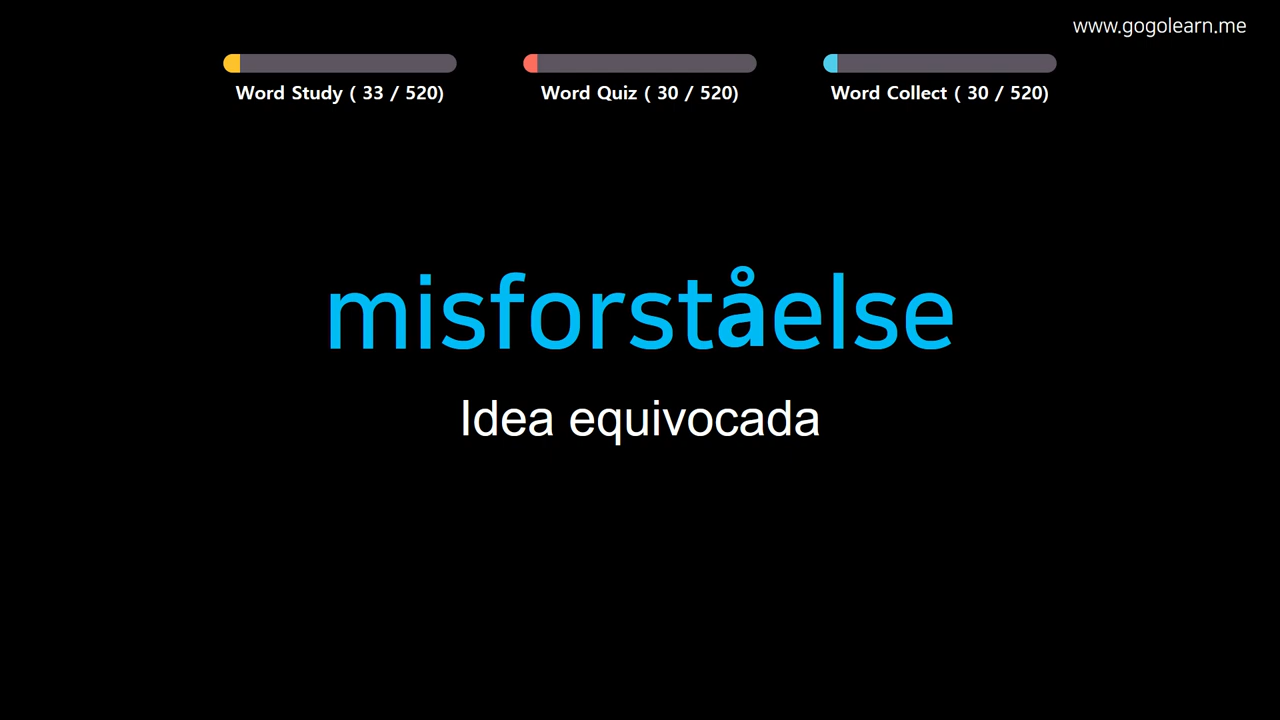 www.gogolearn.me
Word Study ( 33 / 520)
Word Quiz ( 30 / 520)
Word Collect ( 30 / 520)
misforståelse
Idea equivocada